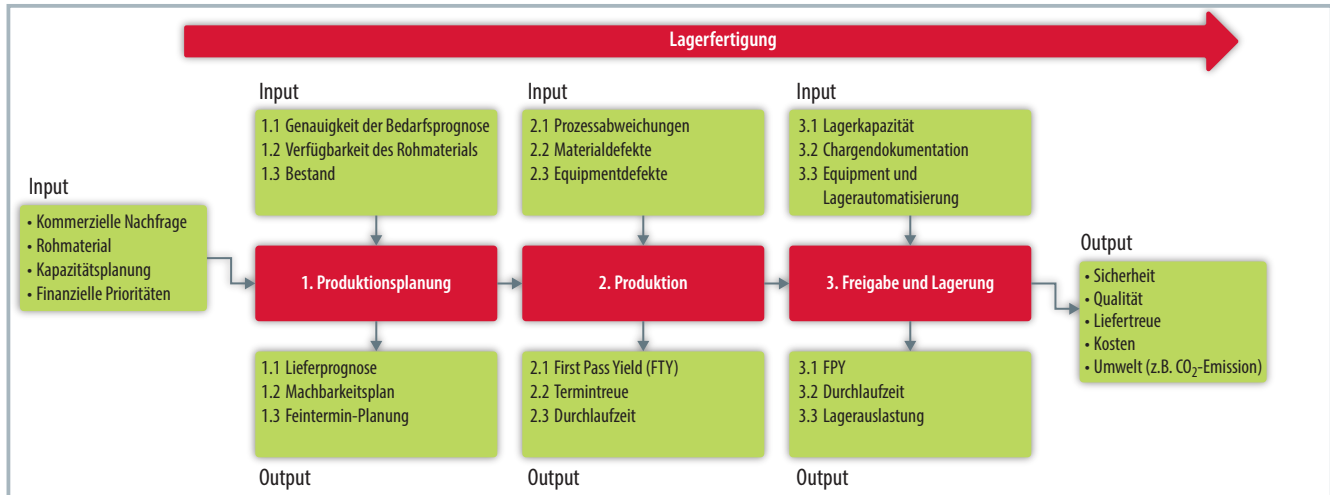 Lagerfertigung
Input
1.1 Genauigkeit der Bedarfsprognose
1.2 Verfügbarkeit des Rohmaterials
1.3 Bestand
Input
2.1 Prozessabweichungen
2.2 Materialdefekte
2.3 Equipmentdefekte
Input
3.1 Lagerkapazität
3.2 Chargendokumentation
3.3 Equipment und
Lagerautomatisierung
Input
• Kommerzielle Nachfrage
• Rohmaterial
• Kapazitätsplanung
• Finanzielle Prioritäten
1. Produktionsplanung
2. Produktion
3. Freigabe und Lagerung
Output
• Sicherheit
• Qualität
• Liefertreue
• Kosten
• Umwelt (z.B. CO₂-Emission)
1.1 Lieferprognose
1.2 Machbarkeitsplan
1.3 Feintermin-Planung
Output
2.1 First Pass Yield (FTY)
2.2 Termintreue
2.3 Durchlaufzeit
Output
3.1 FPY
3.2 Durchlaufzeit
3.3 Lagerauslastung
Output